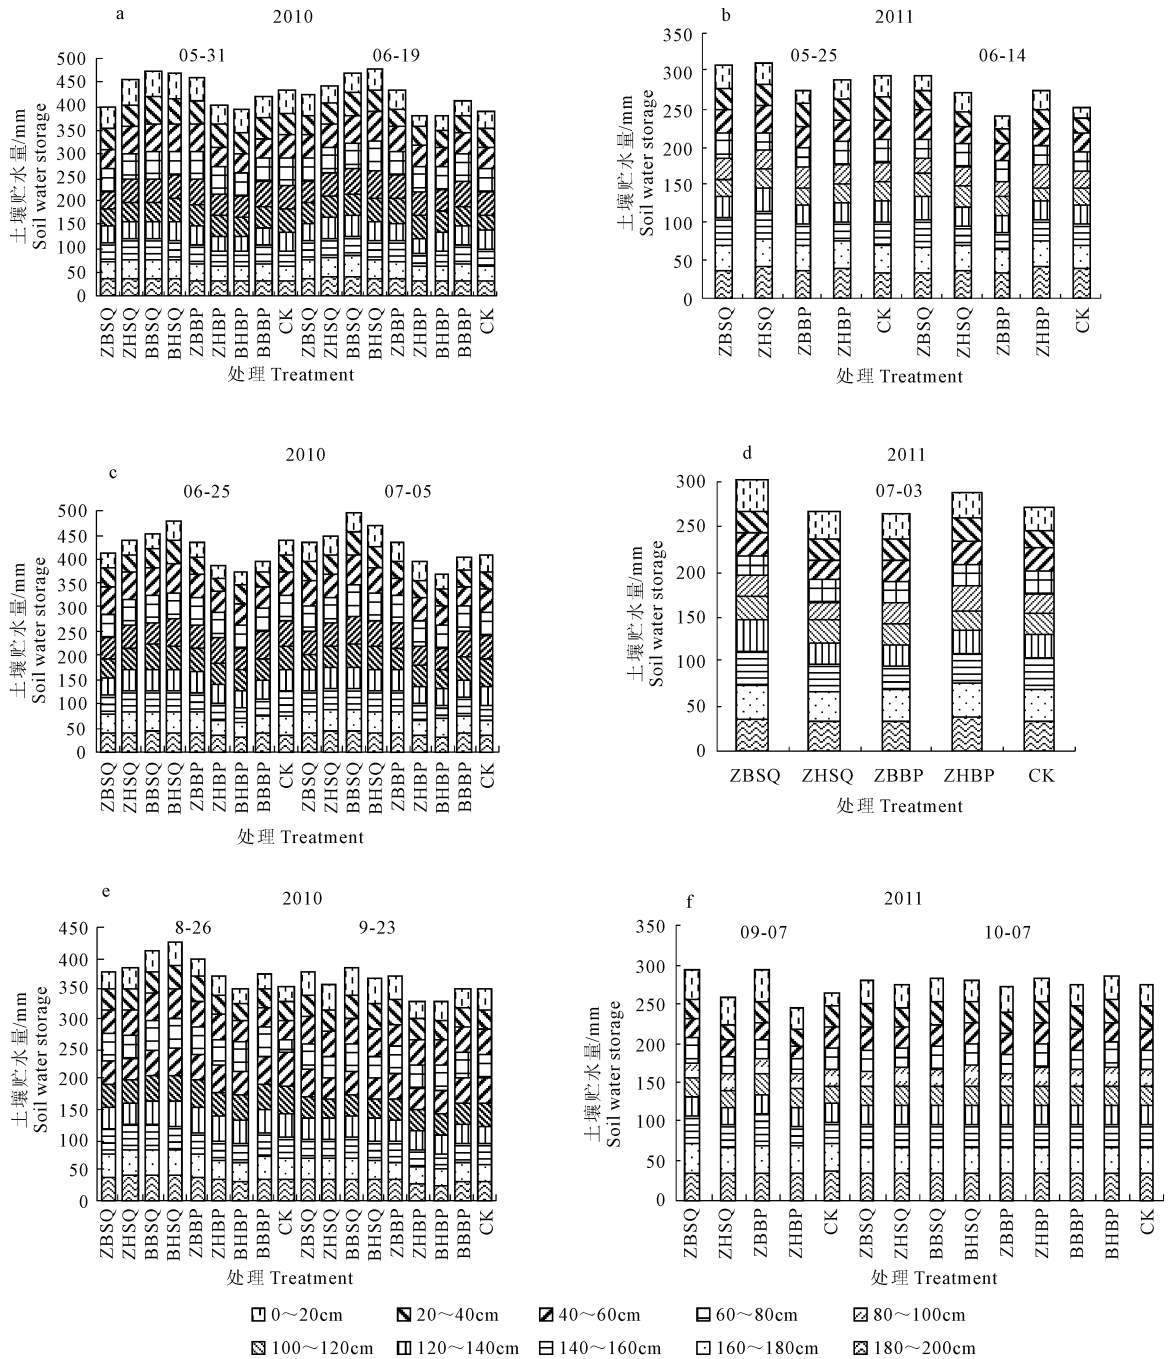 a
2010
05-31
06-19
500
450
400
350
300
250
200
150
100
50
0
土壤贮水量/mm
Soil water storage
ZBSQ
ZHSQ
BBSQ
BHSQ
ZBBP
ZHBP
BHBP
BBBP
CK
ZBSQ
ZHSQ
BBSQ
BHSQ
ZBBP
ZHBP
BHBP
BBBP
CK
处理 Treatment
b
2011
05-25
06-14
350
300
250
200
150
100
50
0
土壤贮水量/mm
Soil water storage
ZBSQ
ZHSQ
ZBBP
ZHBP
CK
ZBSQ
ZHSQ
ZBBP
ZHBP
CK
处理 Treatment
c
2010
06-25
07-05
500
450
400
350
300
250
200
150
100
50
0
土壤贮水量/mm
Soil water storage
ZBSQ
ZHSQ
BBSQ
BHSQ
ZBBP
ZHBP
BHBP
BBBP
CK
ZBSQ
ZHSQ
BBSQ
BHSQ
ZBBP
ZHBP
BHBP
BBBP
CK
处理 Treatment
d
2011
07-03
300
250
200
150
100
50
0
土壤贮水量/mm
Soil water storage
ZBSQ
ZHSQ
ZBBP
ZHBP
CK
处理 Treatment
e
2010
8-26
9-23
450
400
350
300
250
200
150
100
50
0
土壤贮水量/mm
Soil water storage
ZBSQ
ZHSQ
BBSQ
BHSQ
ZBBP
ZHBP
BHBP
BBBP
CK
ZBSQ
ZHSQ
BBSQ
BHSQ
ZBBP
ZHBP
BHBP
BBBP
CK
处理 Treatment
f
2011
09-07
10-07
350
300
250
200
150
100
50
0
土壤贮水量/mm
Soil water storage
ZBSQ
ZHSQ
ZBBP
ZHBP
CK
ZBSQ
ZHSQ
BBSQ
BHSQ
ZBBP
ZHBP
BBBP
BHBP
CK
处理 Treatment
0～20cm
20～40cm
40～60cm
60～80cm
80～100cm
100～120cm
120～140cm
140～160cm
160～180cm
180～200cm